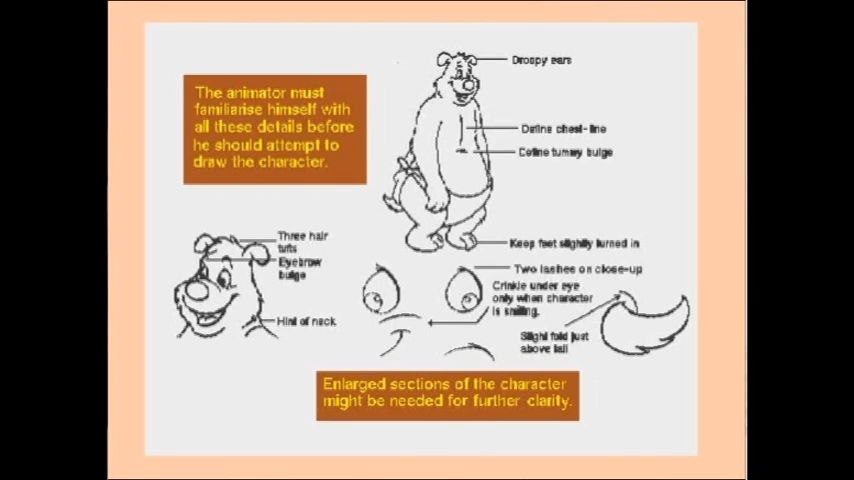 The animator must
familiarise himself with
all these details before
he should attempt to
draw the character.
Droopy ears
Define chest-line
Define tummy bulge
Keep feet slightly turned in
Three hair
tufts
Eyebrow
bulge
Hint of neck
Two lashes on close-up
Crinkle under eye
only when character
is smiling.
Slight fold just
above tail
Enlarged sections of the character
might be needed for further clarity.